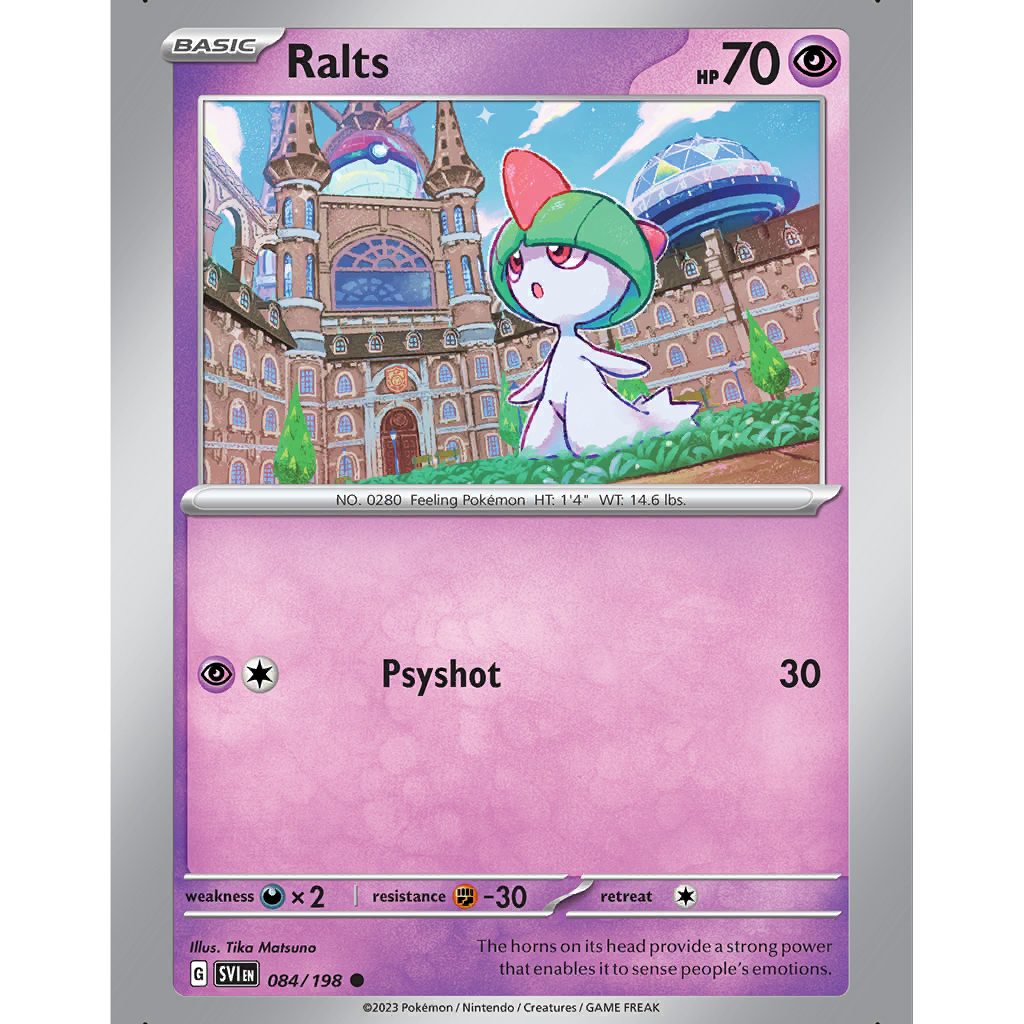 BASIC Ralts HP 70
NO. 0280 Feeling Pokémon HT: 1'4" WT: 14.6 lbs.
Psyshot 30
weakness ×2 resistance -30 retreat
Illus. Tika Matsuno
The horns on its head provide a strong power
that enables it to sense people's emotions.
G SVI EN 084/198
©2023 Pokémon / Nintendo / Creatures / GAME FREAK